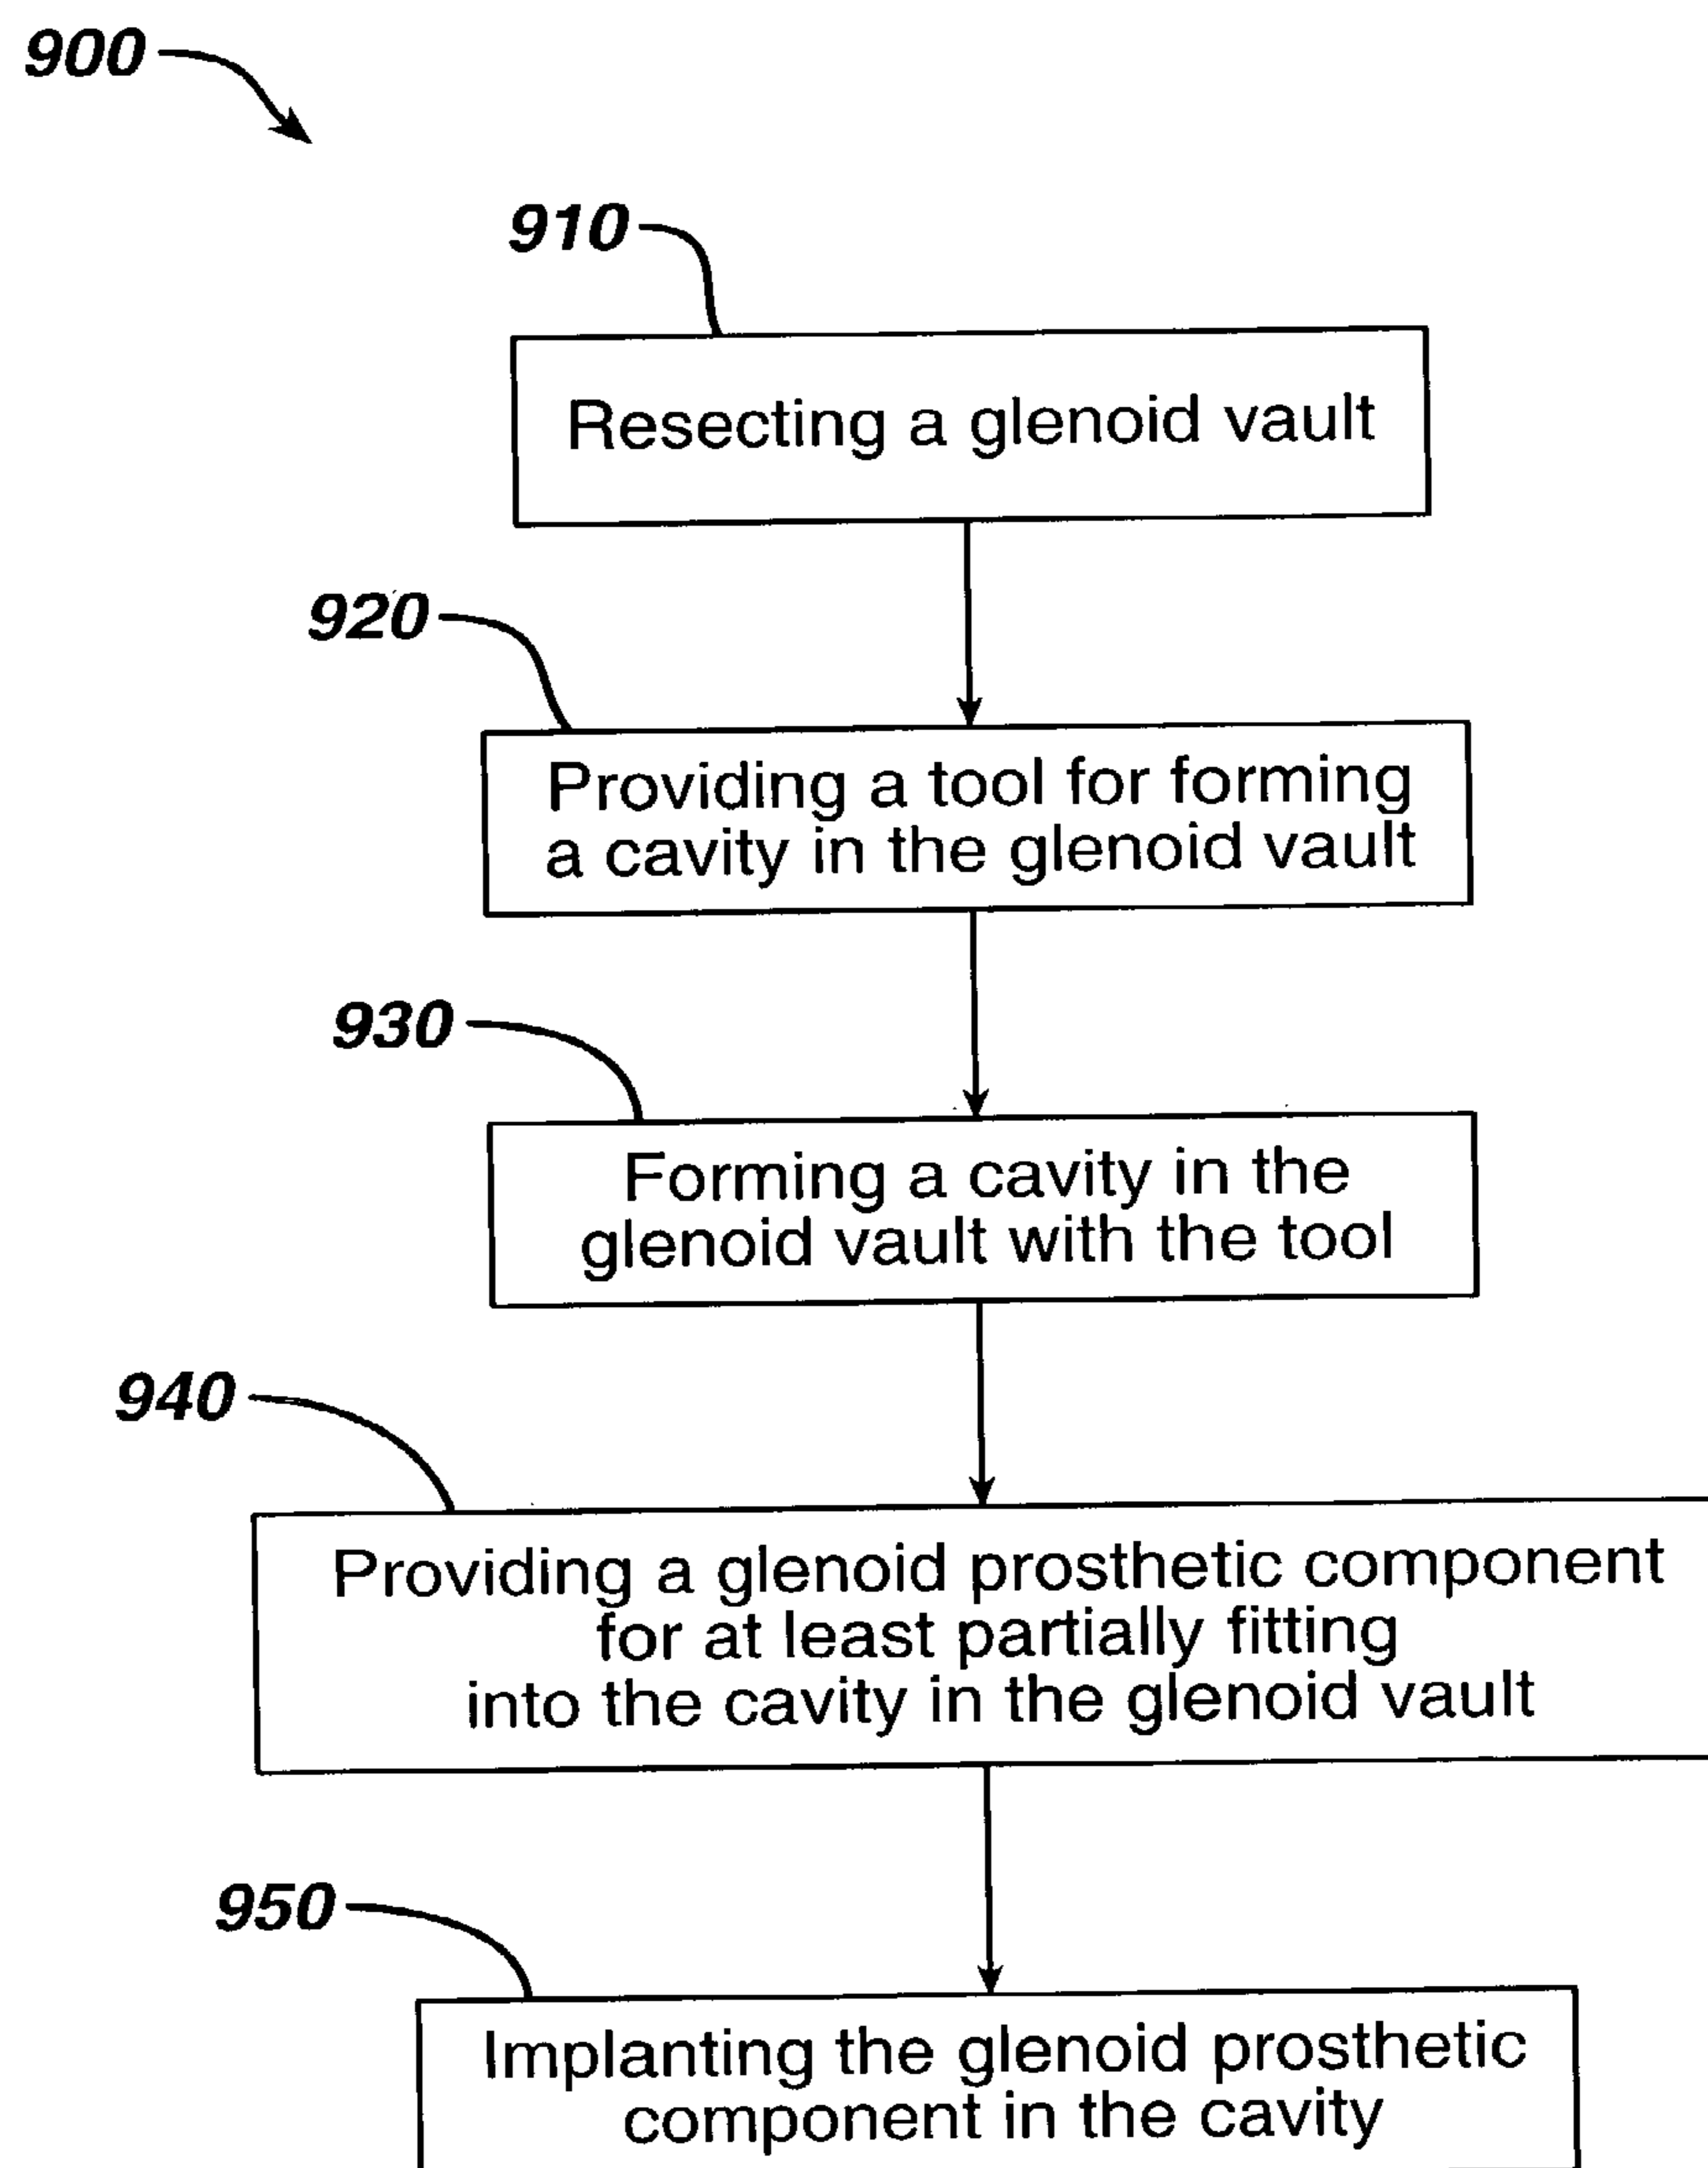 900
910
Resecting a glenoid vault
920
Providing a tool for forming
a cavity in the glenoid vault
930
Forming a cavity in the
glenoid vault with the tool
940
Providing a glenoid prosthetic component
for at least partially fitting
into the cavity in the glenoid vault
950
Implanting the glenoid prosthetic
component in the cavity